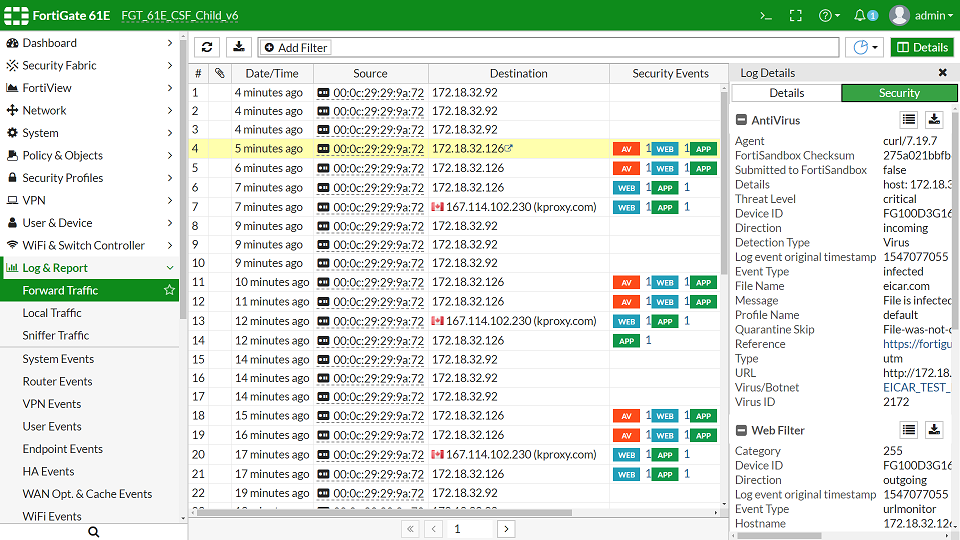 FortiGate 61E FGT_61E_CSF_Child_v6 >_ 1 admin
Dashboard
Security Fabric
FortiView
Network
System
Policy & Objects
Security Profiles
VPN
User & Device
WiFi & Switch Controller
Log & Report
Forward Traffic
Local Traffic
Sniffer Traffic
System Events
Router Events
VPN Events
User Events
Endpoint Events
HA Events
WAN Opt. & Cache Events
WiFi Events
Add Filter Details
# Date/Time Source Destination Security Events
1 4 minutes ago 00:0c:29:29:9a:72 172.18.32.92
2 4 minutes ago 00:0c:29:29:9a:72 172.18.32.92
3 4 minutes ago 00:0c:29:29:9a:72 172.18.32.92
4 5 minutes ago 00:0c:29:29:9a:72 172.18.32.126 AV 1 WEB 1 APP
5 6 minutes ago 00:0c:29:29:9a:72 172.18.32.126 AV 1 WEB 1 APP
6 7 minutes ago 00:0c:29:29:9a:72 172.18.32.126 WEB 1 APP 1
7 7 minutes ago 00:0c:29:29:9a:72 167.114.102.230 (kproxy.com) WEB 1 APP 1
8 9 minutes ago 00:0c:29:29:9a:72 172.18.32.92
9 9 minutes ago 00:0c:29:29:9a:72 172.18.32.92
10 9 minutes ago 00:0c:29:29:9a:72 172.18.32.92
11 10 minutes ago 00:0c:29:29:9a:72 172.18.32.126 AV 1 WEB 1 APP
12 11 minutes ago 00:0c:29:29:9a:72 172.18.32.126 AV 1 WEB 1 APP
13 12 minutes ago 00:0c:29:29:9a:72 167.114.102.230 (kproxy.com) WEB 1 APP 1
14 12 minutes ago 00:0c:29:29:9a:72 172.18.32.126 APP 1
15 14 minutes ago 00:0c:29:29:9a:72 172.18.32.92
16 14 minutes ago 00:0c:29:29:9a:72 172.18.32.92
17 14 minutes ago 00:0c:29:29:9a:72 172.18.32.92
18 15 minutes ago 00:0c:29:29:9a:72 172.18.32.126 AV 1 WEB 1 APP
19 16 minutes ago 00:0c:29:29:9a:72 172.18.32.126 AV 1 WEB 1 APP
20 17 minutes ago 00:0c:29:29:9a:72 167.114.102.230 (kproxy.com) WEB 1 APP 1
21 17 minutes ago 00:0c:29:29:9a:72 172.18.32.126 WEB 1 APP 1
22 19 minutes ago 00:0c:29:29:9a:72 172.18.32.92
1
Log Details
Details Security
AntiVirus
Agent curl/7.19.7
FortiSandbox Checksum 275a021bbfb
Submitted to FortiSandbox false
Details host: 172.18.3
Threat Level critical
Device ID FG100D3G16
Direction incoming
Detection Type Virus
Log event original timestamp 1547077055
Event Type infected
File Name eicar.com
Message File is infected
Profile Name default
Quarantine Skip File-was-not-
Reference https://fortigu
Type utm
URL http://172.18.
Virus/Botnet EICAR_TEST_
Virus ID 2172
Web Filter
Category 255
Device ID FG100D3G16
Direction outgoing
Log event original timestamp 1547077055
Event Type urlmonitor
Hostname 172.18.32.12